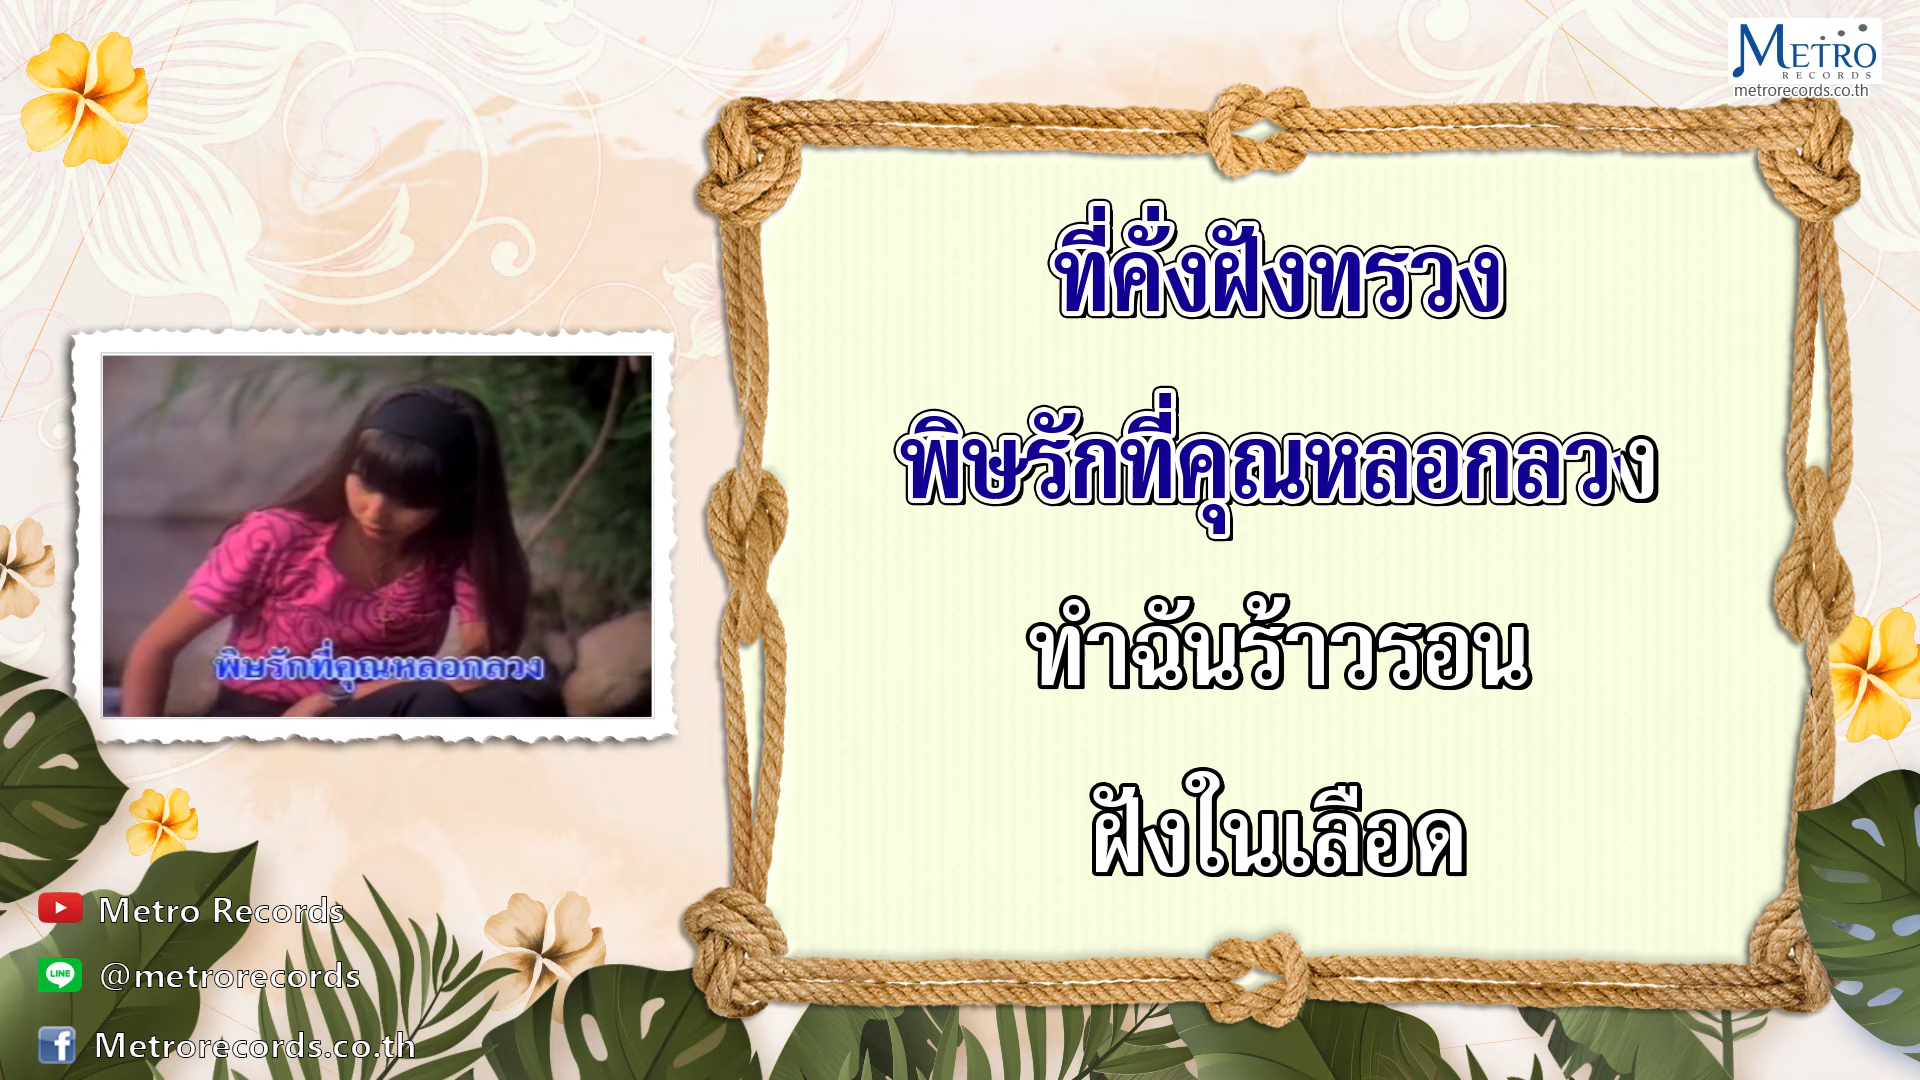 METRO
RECORDS
metrorecords.co.th
ที่คั่งฝังทรวง
พิษรักที่คุณหลอกลวง
ทำฉันร้าวรอน
ฝังในเลือด
พิษรักที่คุณหลอกลวง
Metro Records
LINE
@metrorecords
f
Metrorecords.co.th